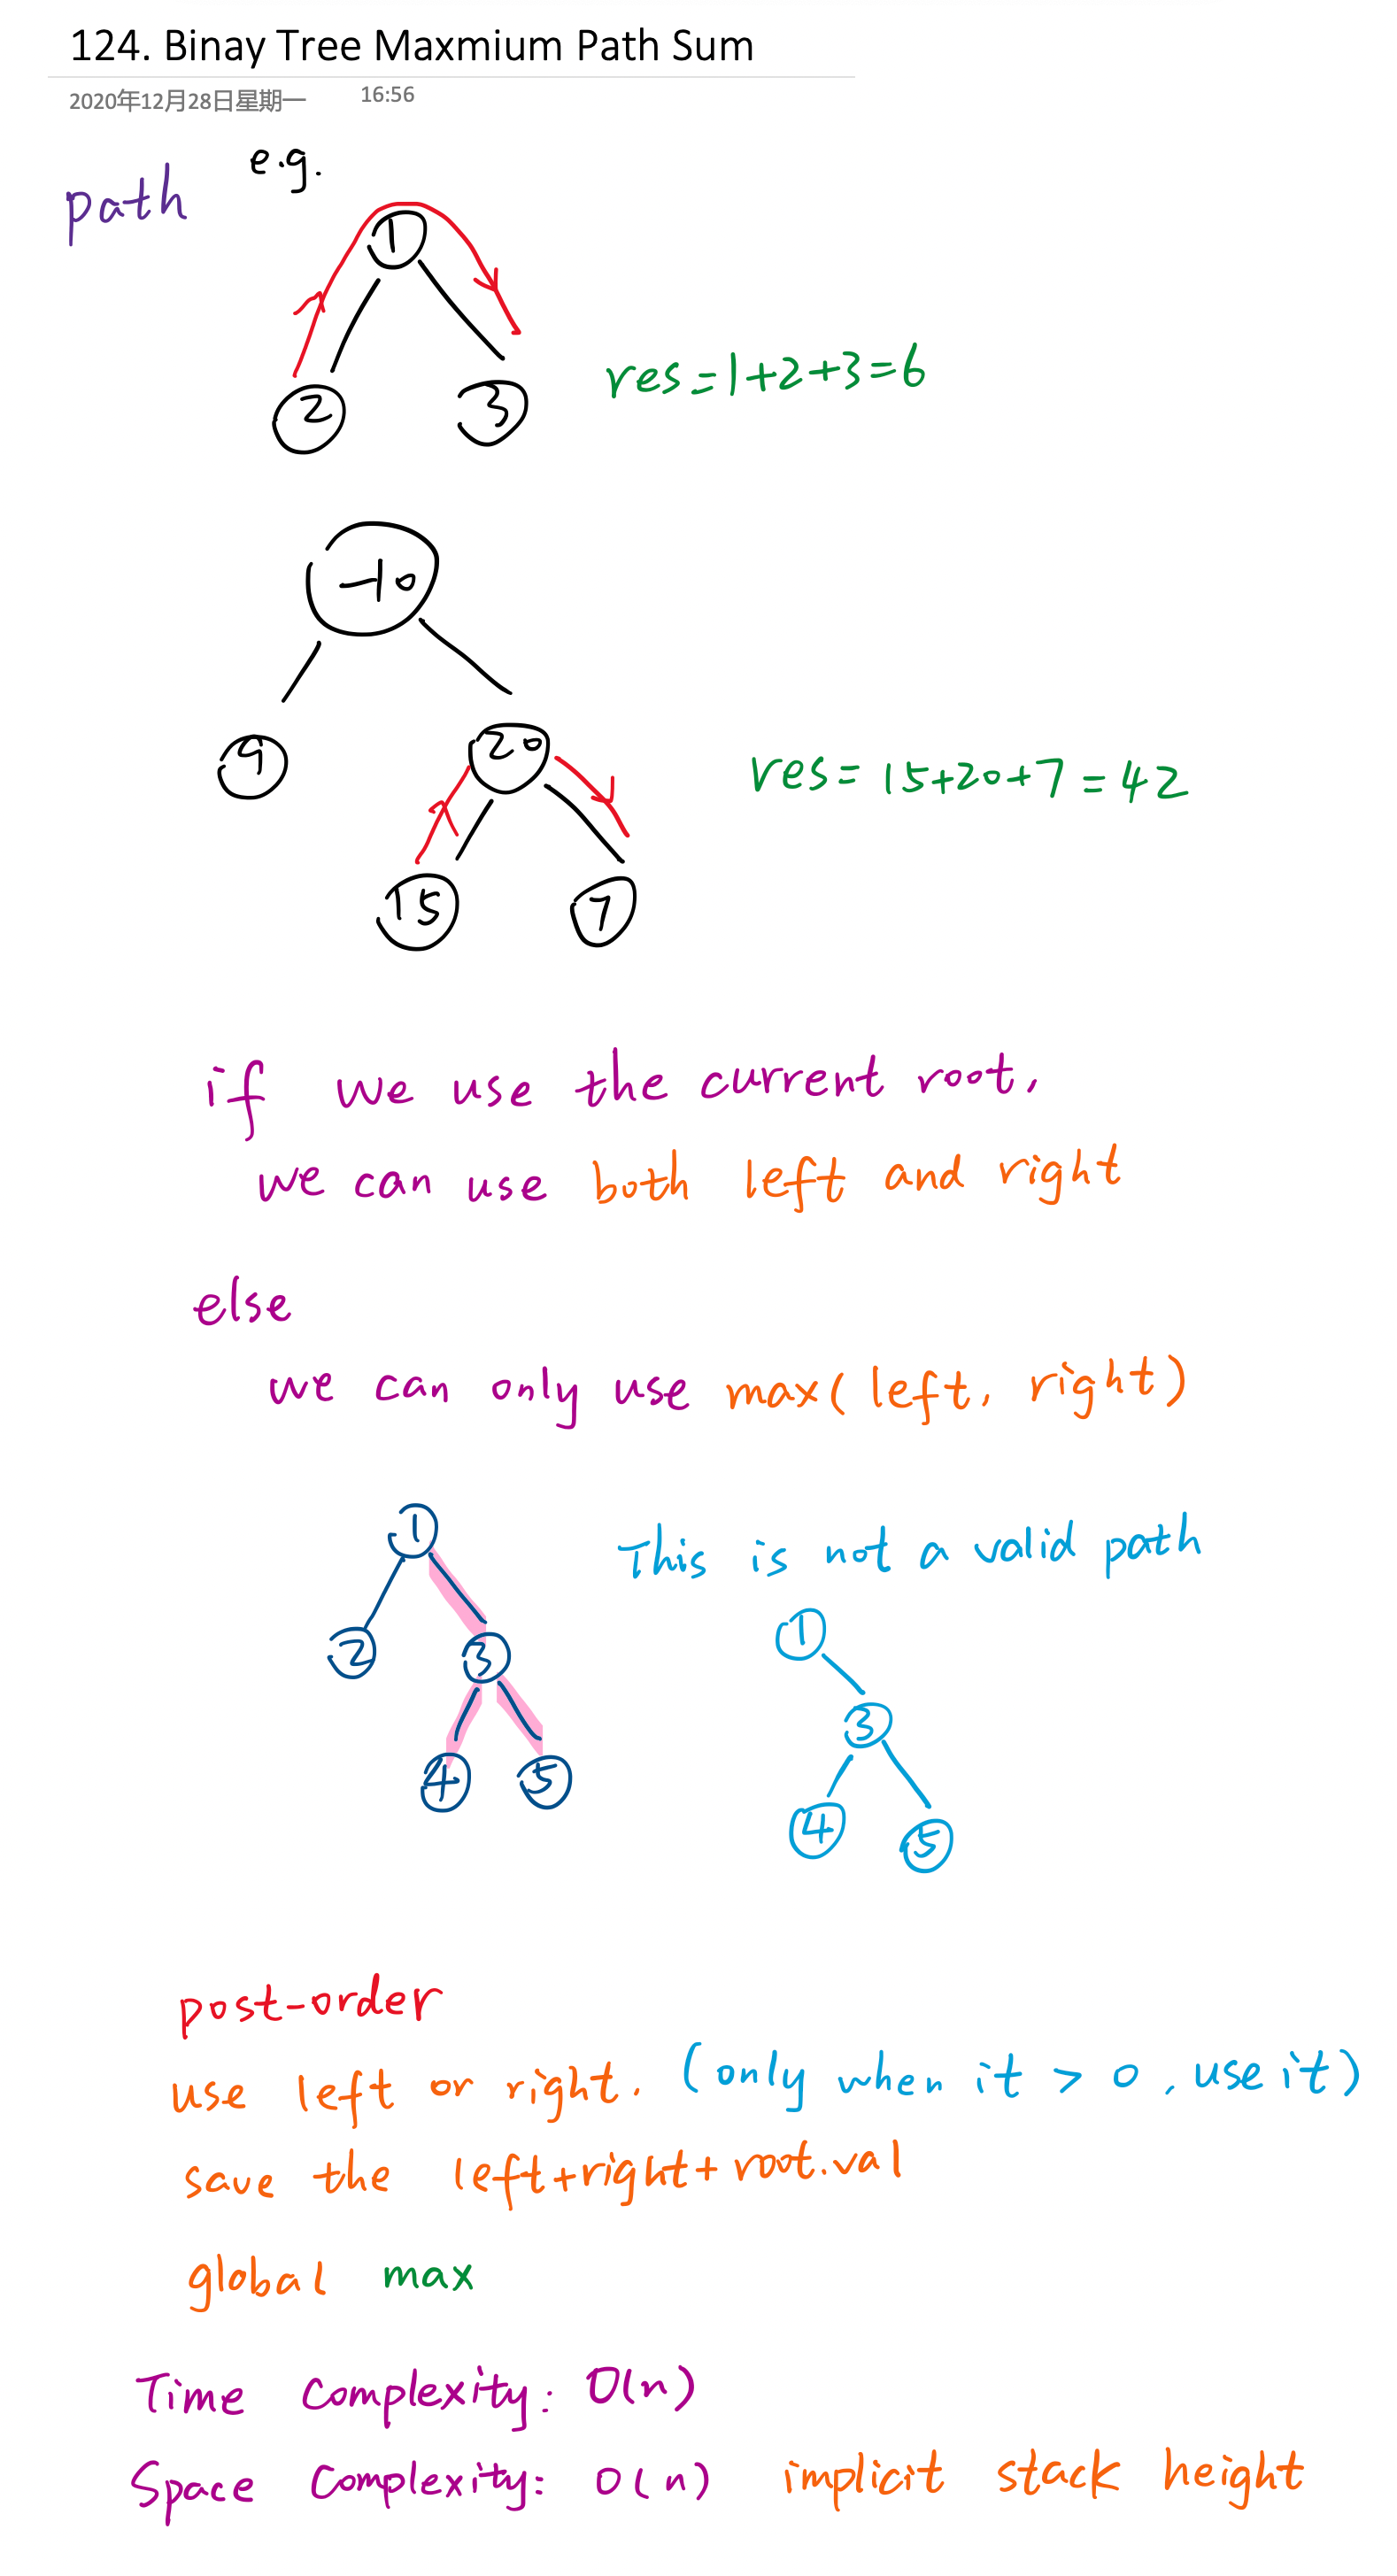 124. Binay Tree Maxmium Path Sum
2020年12月28日星期一 16:56
path e.g.
1
2 3
res=1+2+3=6
-10
9 20
res= 15+20+7=42
15 7
if we use the current root,
we can use both left and right
else
we can only use max(left, right)
1
This is not a valid path
2 3
4 5
1
3
4 5
post-order
use left or right. (only when it > 0, use it)
save the left+right+root.val
global max
Time Complexity: O(n)
Space Complexity: O(n) implicit stack height